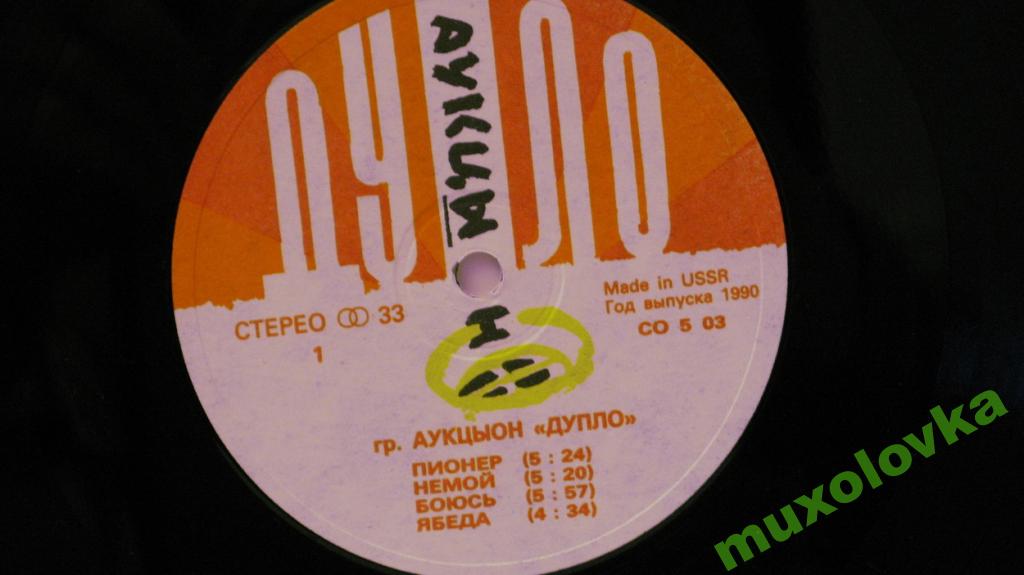 ДУПЛО
АУКЦЫ
Н
СТЕРЕО 33
1
Made in USSR
Год выпуска 1990
СО 5 03
гр. АУКЦЫОН «ДУПЛО»
ПИОНЕР (5 : 24)
НЕМОЙ (5 : 20)
БОЮСЬ (5 : 57)
ЯБЕДА (4 : 34)
muxolovka